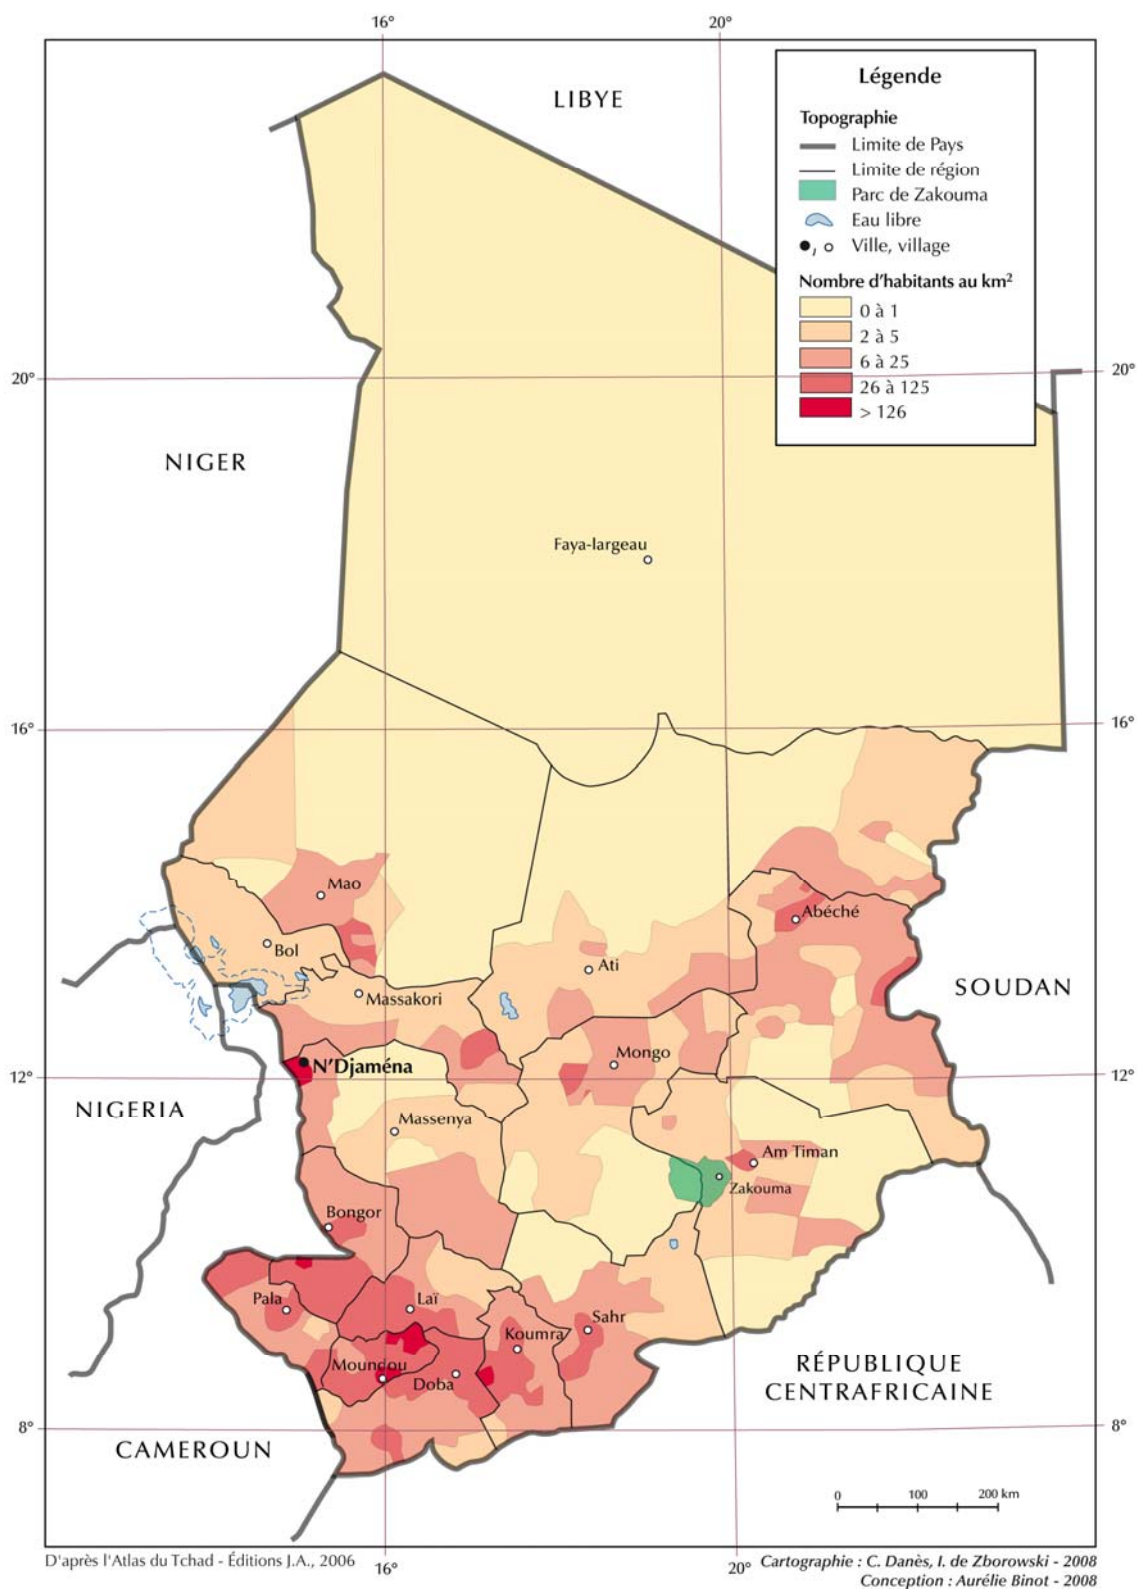 16°
20°
LIBYE
Légende
Topographie
Limite de Pays
Limite de région
Parc de Zakouma
Eau libre
Ville, village
Nombre d'habitants au km²
0 à 1
2 à 5
6 à 25
26 à 125
> 126
20°
20°
NIGER
Faya-largeau
16°
16°
Mao
Abéché
Bol
Ati
Massakori
SOUDAN
Mongo
N'Djaména
12°
12°
NIGERIA
Massenya
Am Timan
Zakouma
Bongor
Pala
Laï
Sahr
Koumra
Moundou
Doba
RÉPUBLIQUE
CENTRAFRICAINE
8°
8°
CAMEROUN
0 100 200 km
D'après l'Atlas du Tchad - Éditions J.A., 2006
16°
20°
Cartographie : C. Danès, I. de Zborowski - 2008
Conception : Aurélie Binot - 2008